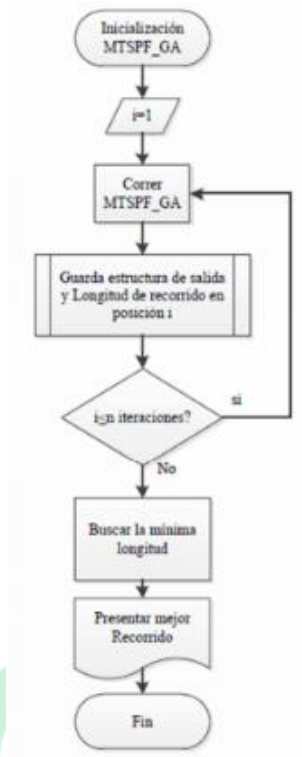 Inicialización
MTSPF_GA
i=1
Correr
MTSPF_GA
Guarda estructura de salida
y Longitud de recorrido en
posición i
si
i≤n iteraciones?
No
Buscar la mínima
longitud
Presentar mejor
Recorrido
Fin